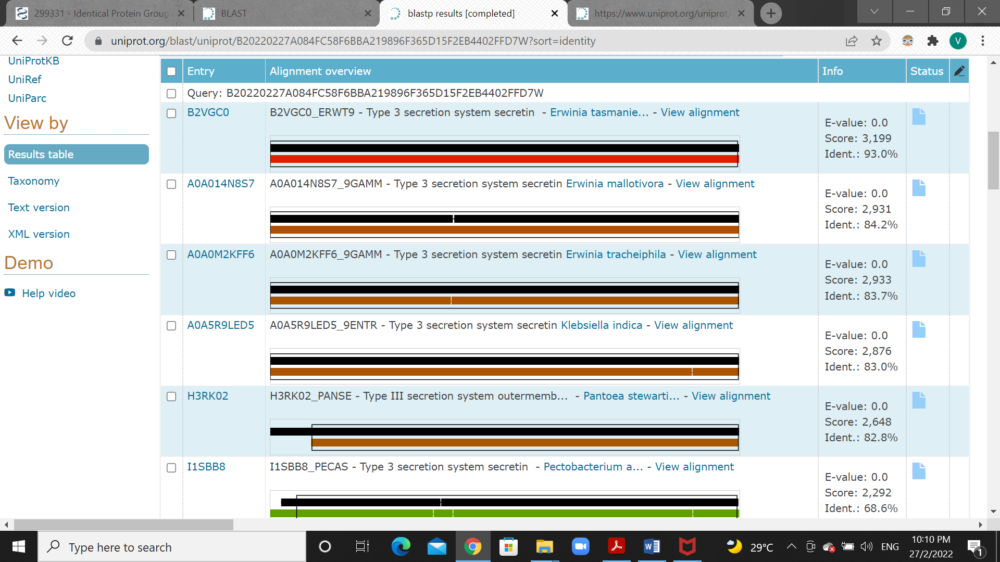 299331 - Identical Protein Group
BLAST
blastp results [completed]
https://www.uniprot.org/uniprot/
uniprot.org/blast/uniprot/B20220227A084FC58F6BBA219896F365D15F2EB4402FFD7W?sort=identity
V
UniProtKB
UniRef
UniParc
View by
Results table
Taxonomy
Text version
XML version
Demo
Help video
Entry Alignment overview Info Status
Query: B20220227A084FC58F6BBA219896F365D15F2EB4402FFD7W
B2VGC0 B2VGC0_ERWT9 - Type 3 secretion system secretin - Erwinia tasmanie... - View alignment
E-value: 0.0
Score: 3,199
Ident.: 93.0%
A0A014N8S7 A0A014N8S7_9GAMM - Type 3 secretion system secretin Erwinia mallotivora - View alignment
E-value: 0.0
Score: 2,931
Ident.: 84.2%
A0A0M2KFF6 A0A0M2KFF6_9GAMM - Type 3 secretion system secretin Erwinia tracheiphila - View alignment
E-value: 0.0
Score: 2,933
Ident.: 83.7%
A0A5R9LED5 A0A5R9LED5_9ENTR - Type 3 secretion system secretin Klebsiella indica - View alignment
E-value: 0.0
Score: 2,876
Ident.: 83.0%
H3RK02 H3RK02_PANSE - Type III secretion system outermemb... - Pantoea stewarti... - View alignment
E-value: 0.0
Score: 2,648
Ident.: 82.8%
I1SBB8 I1SBB8_PECAS - Type 3 secretion system secretin - Pectobacterium a... - View alignment
E-value: 0.0
Score: 2,292
Ident.: 68.6%
Type here to search
29°C
ENG
10:10 PM
27/2/2022
1